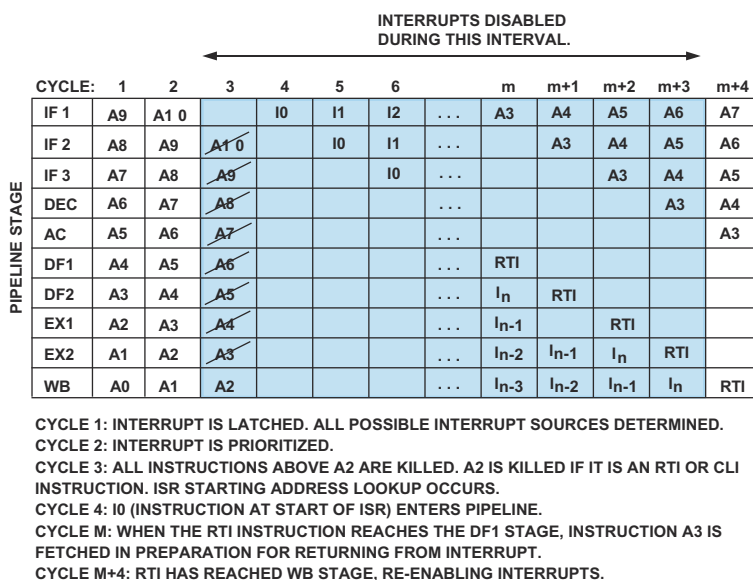 INTERRUPTS DISABLED
DURING THIS INTERVAL.
CYCLE: 1 2 3 4 5 6 m m+1 m+2 m+3 m+4
PIPELINE STAGE
IF 1 A9 A1 0 I0 I1 I2 . . . A3 A4 A5 A6 A7
IF 2 A8 A9 A1 0 I0 I1 . . . A3 A4 A5 A6
IF 3 A7 A8 A9 I0 . . . A3 A4 A5
DEC A6 A7 A8 . . . A3 A4
AC A5 A6 A7 . . . A3
DF1 A4 A5 A6 . . . RTI
DF2 A3 A4 A5 . . . In RTI
EX1 A2 A3 A4 . . . In-1 RTI
EX2 A1 A2 A3 . . . In-2 In-1 In RTI
WB A0 A1 A2 . . . In-3 In-2 In-1 In RTI
CYCLE 1: INTERRUPT IS LATCHED. ALL POSSIBLE INTERRUPT SOURCES DETERMINED.
CYCLE 2: INTERRUPT IS PRIORITIZED.
CYCLE 3: ALL INSTRUCTIONS ABOVE A2 ARE KILLED. A2 IS KILLED IF IT IS AN RTI OR CLI
INSTRUCTION. ISR STARTING ADDRESS LOOKUP OCCURS.
CYCLE 4: I0 (INSTRUCTION AT START OF ISR) ENTERS PIPELINE.
CYCLE M: WHEN THE RTI INSTRUCTION REACHES THE DF1 STAGE, INSTRUCTION A3 IS
FETCHED IN PREPARATION FOR RETURNING FROM INTERRUPT.
CYCLE M+4: RTI HAS REACHED WB STAGE, RE-ENABLING INTERRUPTS.